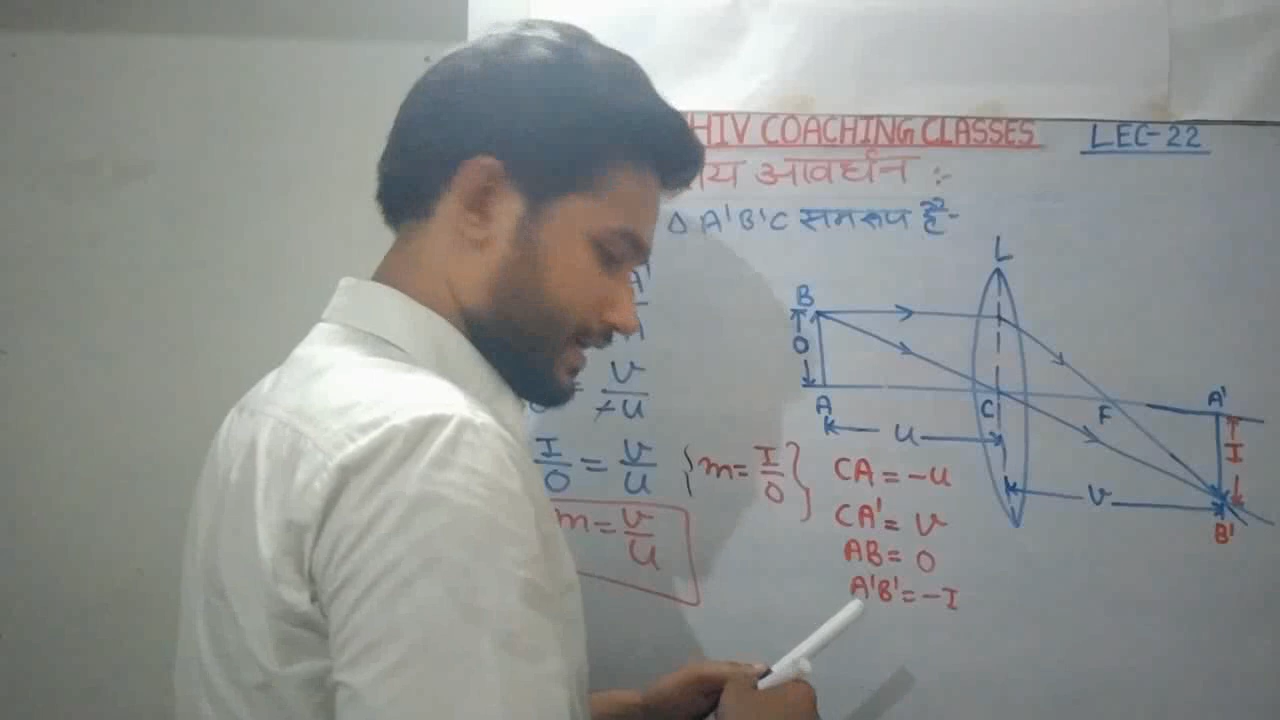 HIV COACHING CLASSES LEC-22
आवर्धन :-
Δ A'B'C समरूप है-
A'
= V/-U
I/O = V/U {m= I/O}
m= V/U
CA = -U
CA' = V
AB = O
A'B' = -I
L
B
O
A
U
C
F
A'
I
V
B'